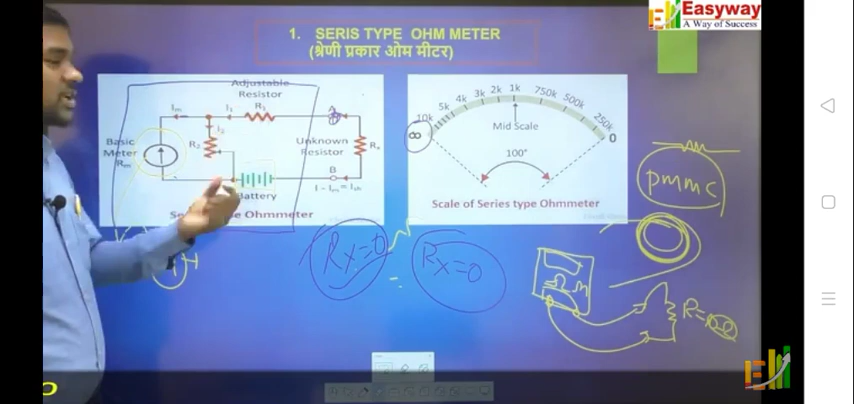 Easyway
A Way of Success
1. SERIS TYPE OHM METER
(श्रेणी प्रकार ओम मीटर)
Adjustable
Resistor
Im
I1
R1
A
Basic
Meter
Rm
I2
R2
Unknown
Resistor
Rx
B
Battery
I - Im = Ish
Ohmmeter
∞
10k
5k
4k
3k
2k
1k
750k
500k
250k
0
Mid Scale
100°
Scale of Series type Ohmmeter
PMMC
Rx=0
Rx=0